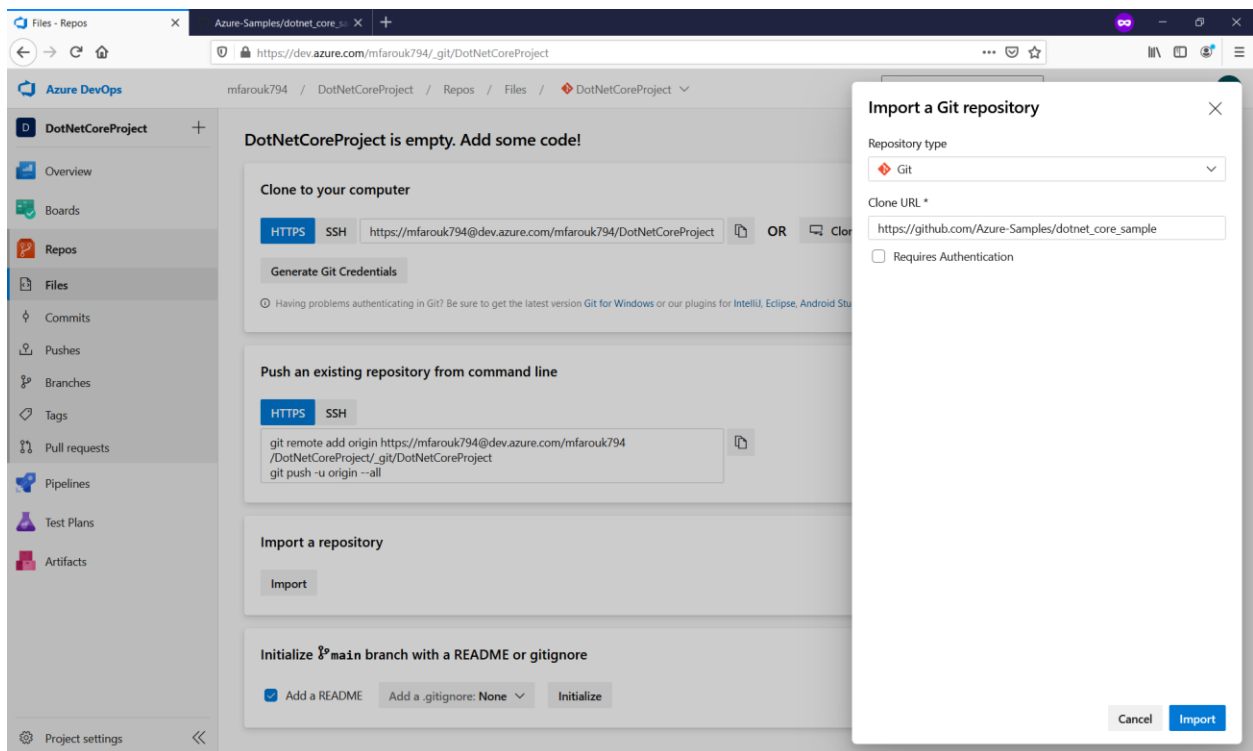 Files - Repos
Azure-Samples/dotnet_core_sa
https://dev.azure.com/mfarouk794/_git/DotNetCoreProject
Azure DevOps
mfarouk794 / DotNetCoreProject / Repos / Files / DotNetCoreProject
D DotNetCoreProject
Overview
Boards
Repos
Files
Commits
Pushes
Branches
Tags
Pull requests
Pipelines
Test Plans
Artifacts
Project settings
DotNetCoreProject is empty. Add some code!
Clone to your computer
HTTPS SSH https://mfarouk794@dev.azure.com/mfarouk794/DotNetCoreProject OR Clor
Generate Git Credentials
Having problems authenticating in Git? Be sure to get the latest version Git for Windows or our plugins for IntelliJ, Eclipse, Android Stu
Push an existing repository from command line
HTTPS SSH
git remote add origin https://mfarouk794@dev.azure.com/mfarouk794
/DotNetCoreProject/_git/DotNetCoreProject
git push -u origin --all
Import a repository
Import
Initialize main branch with a README or gitignore
Add a README Add a .gitignore: None Initialize
Import a Git repository
Repository type
Git
Clone URL *
https://github.com/Azure-Samples/dotnet_core_sample
Requires Authentication
Cancel Import